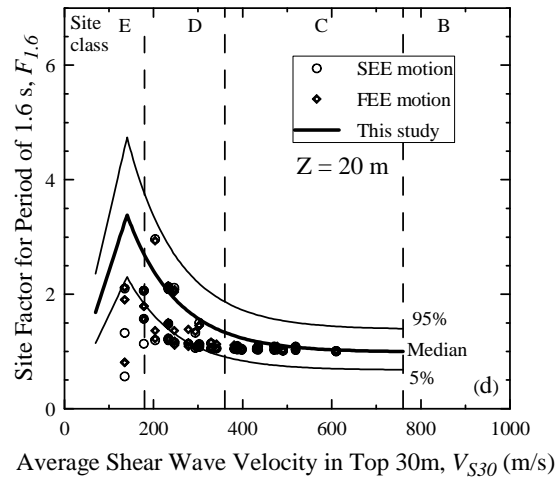 Site class E D C B
SEE motion
FEE motion
This study
Z = 20 m
95%
Median
5%
(d)
6
4
2
0
0 200 400 600 800 1000
Site Factor for Period of 1.6 s, F1.6
Average Shear Wave Velocity in Top 30m, VS30 (m/s)